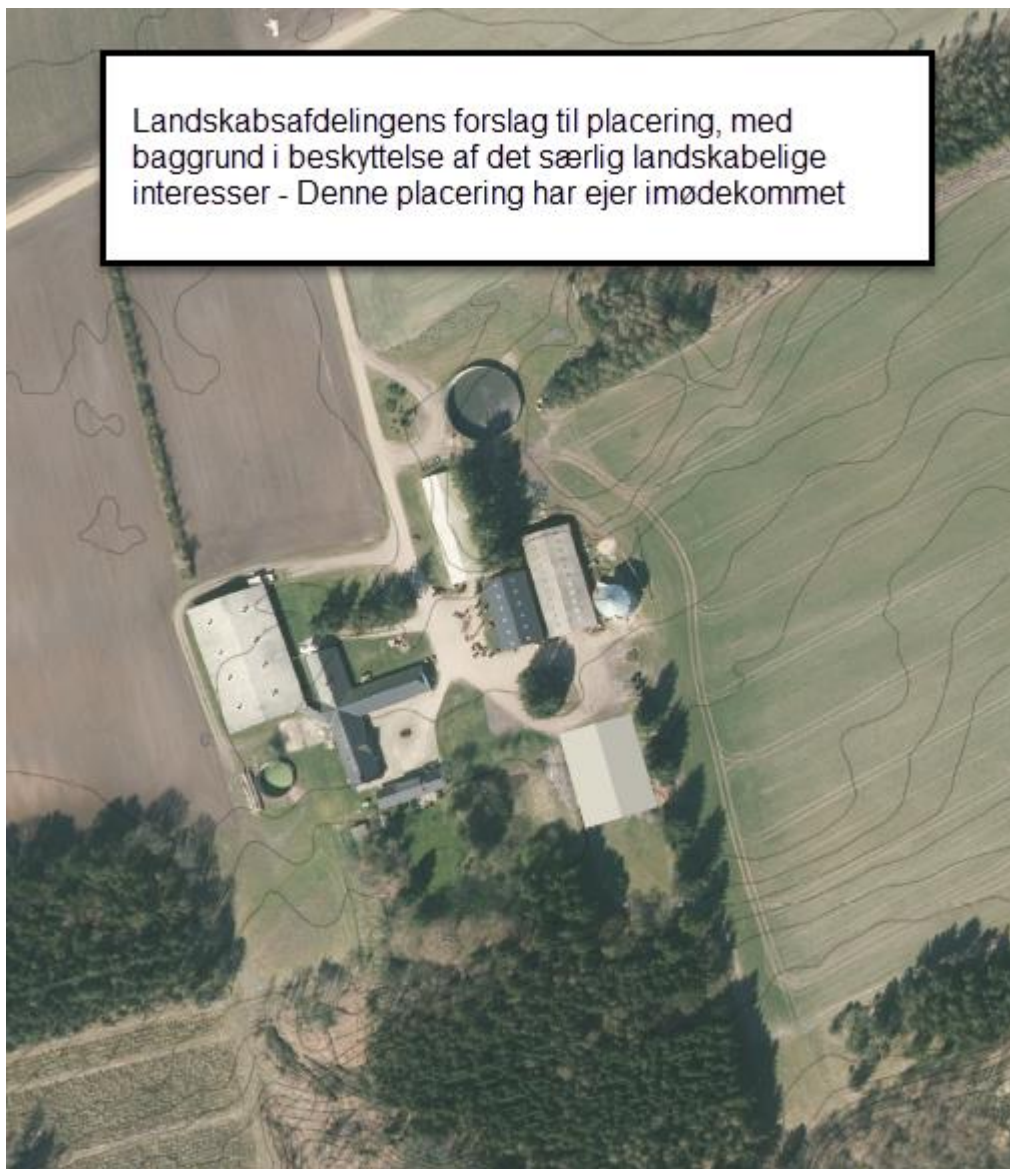 Landskabsafdelingens forslag til placering, med
baggrund i beskyttelse af det særlig landskabelige
interesser - Denne placering har ejer imødekommet